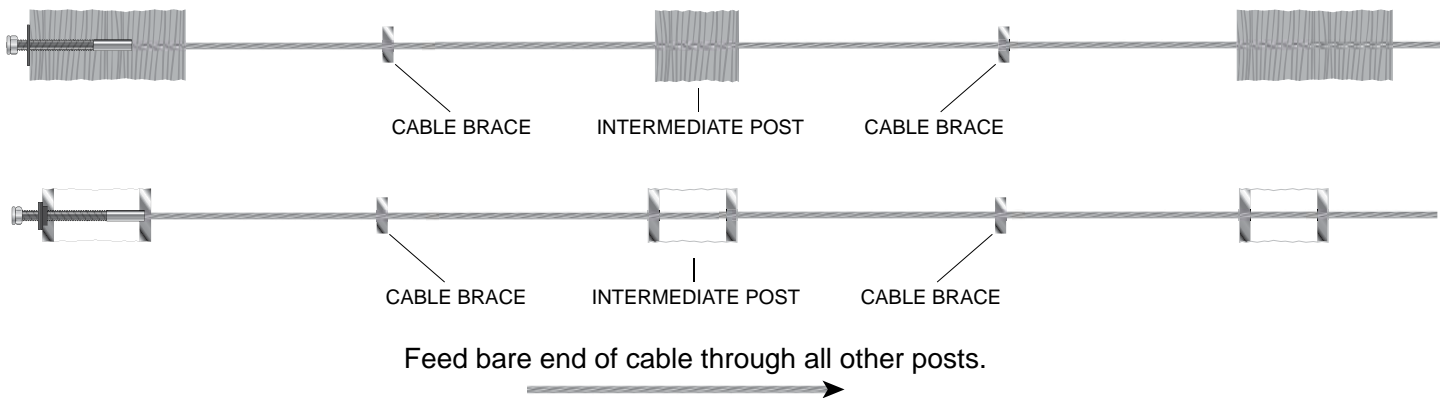 CABLE BRACE
INTERMEDIATE POST
CABLE BRACE
CABLE BRACE
INTERMEDIATE POST
CABLE BRACE
Feed bare end of cable through all other posts.